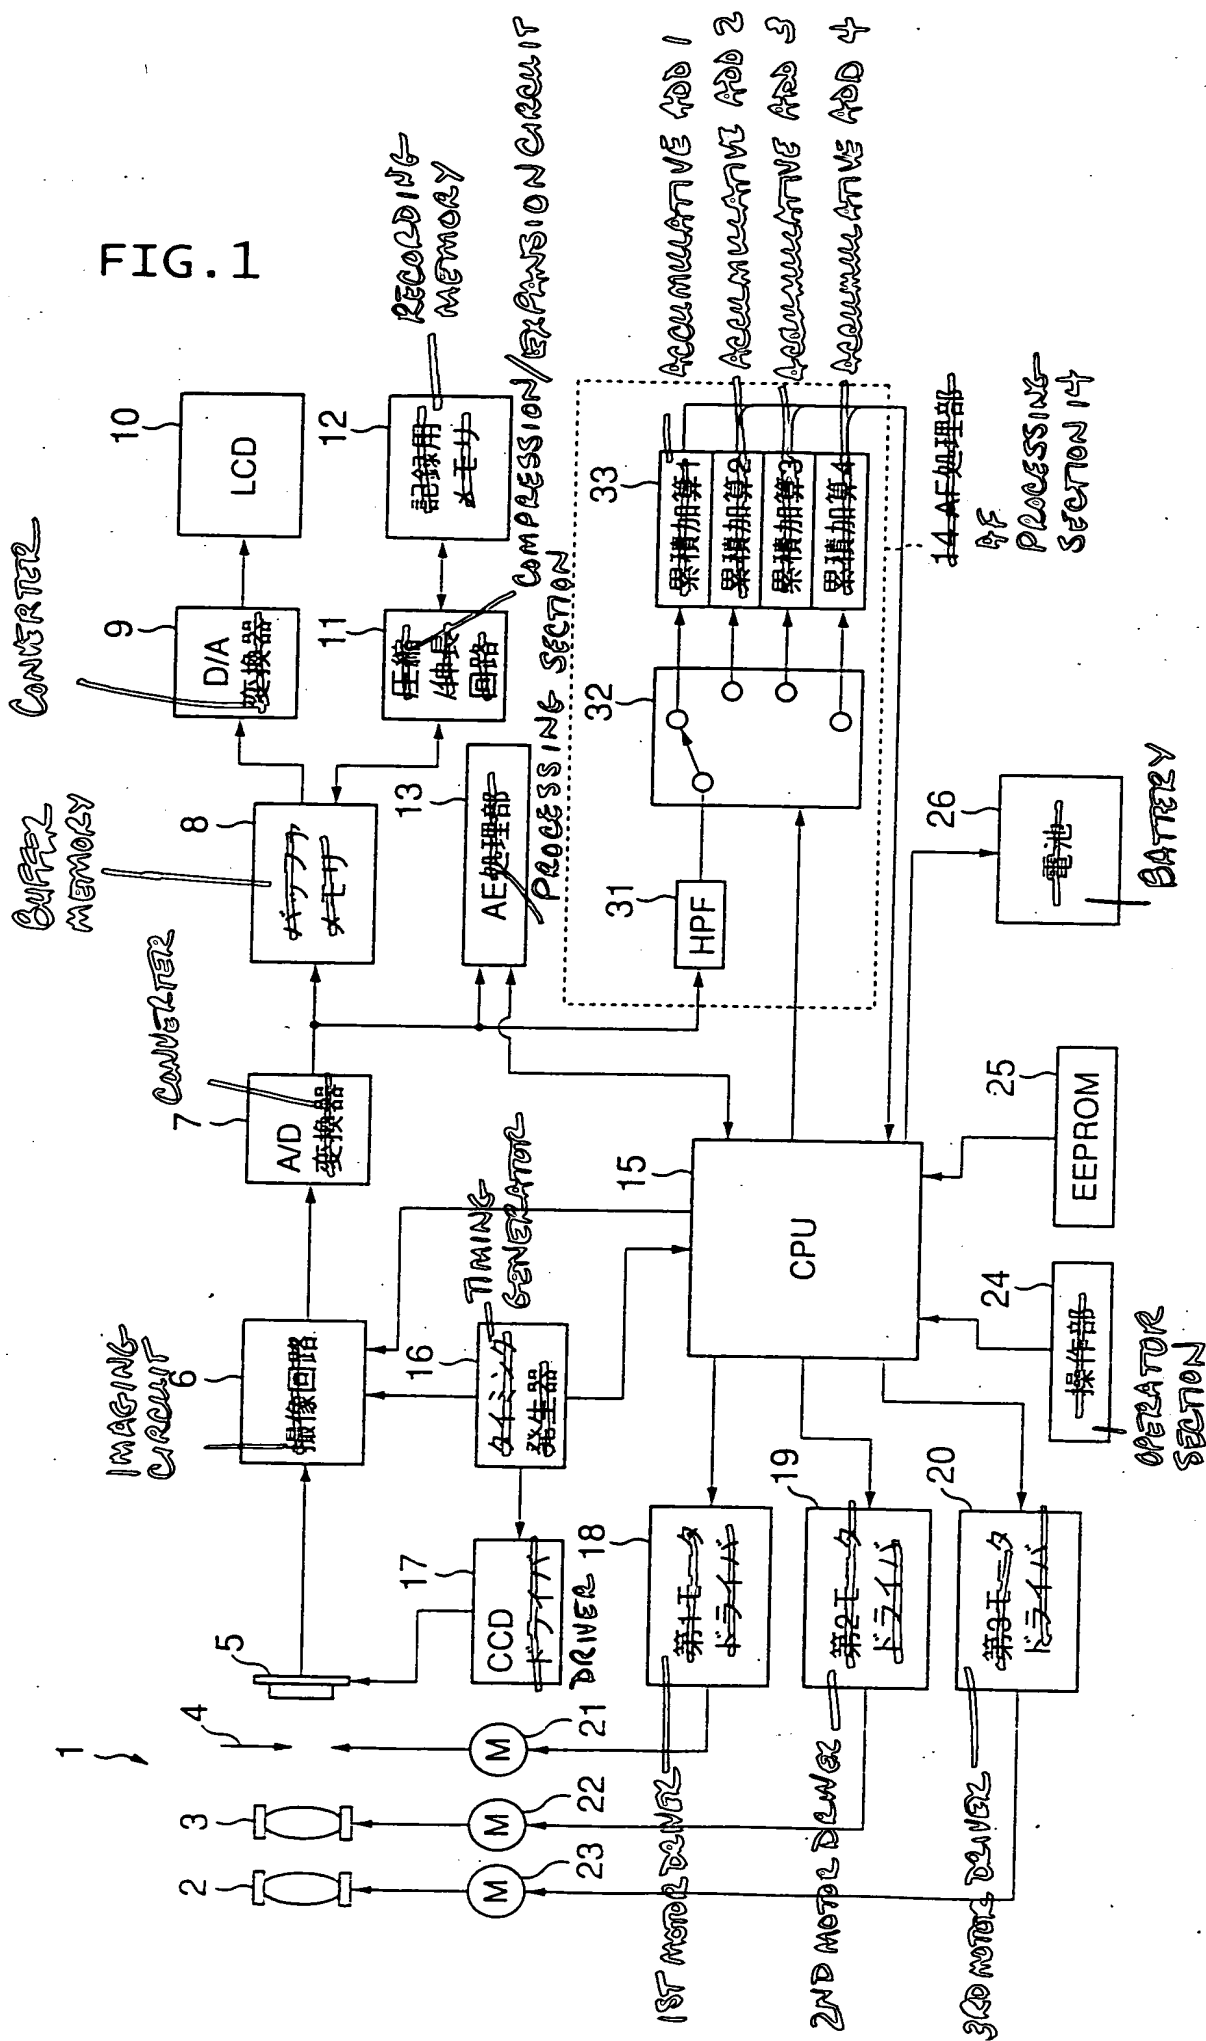 FIG.1
1
2
3
4
5
IMAGING
CIRCUIT
6
撮像回路
CONVERTER
7
A/D
変換器
BUFFER
MEMORY
8
バッファ
メモリ
CONVERTER
9
D/A
変換器
10
LCD
11
圧縮
/伸長
回路
COMPRESSION/EXPANSION CIRCUIT
12
記録用
メモリ
RECORDING
MEMORY
13
AE処理部
PROCESSING SECTION
16
タイミング
発生器
TIMING
GENERATOR
17
CCD
ドライバ
DRIVER
15
CPU
31
HPF
32
33
累積加算1
累積加算2
累積加算3
累積加算4
ACCUMULATIVE ADD 1
ACCUMULATIVE ADD 2
ACCUMULATIVE ADD 3
ACCUMULATIVE ADD 4
14 AF処理部
AF
PROCESSING
SECTION 14
18
第1モータ
ドライバ
1ST MOTOR DRIVER
19
第2モータ
ドライバ
2ND MOTOR DRIVER
20
第3モータ
ドライバ
3RD MOTOR DRIVER
M
21
M
22
M
23
24
操作部
OPERATOR
SECTION
25
EEPROM
26
電池
BATTERY